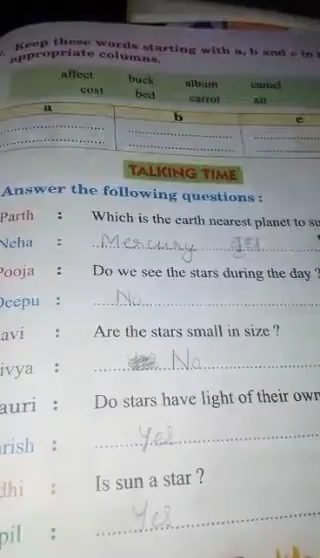 Keep these words starting with a, b and c in
appropriate columns.
affect buck album camel
cost bed carrot air
a b c
TALKING TIME
Answer the following questions :
Parth : Which is the earth nearest planet to su
Neha : Mercury
Pooja : Do we see the stars during the day ?
Deepu : No
avi : Are the stars small in size ?
ivya : No
auri : Do stars have light of their own
rish : Yes
dhi : Is sun a star ?
pil : Yes